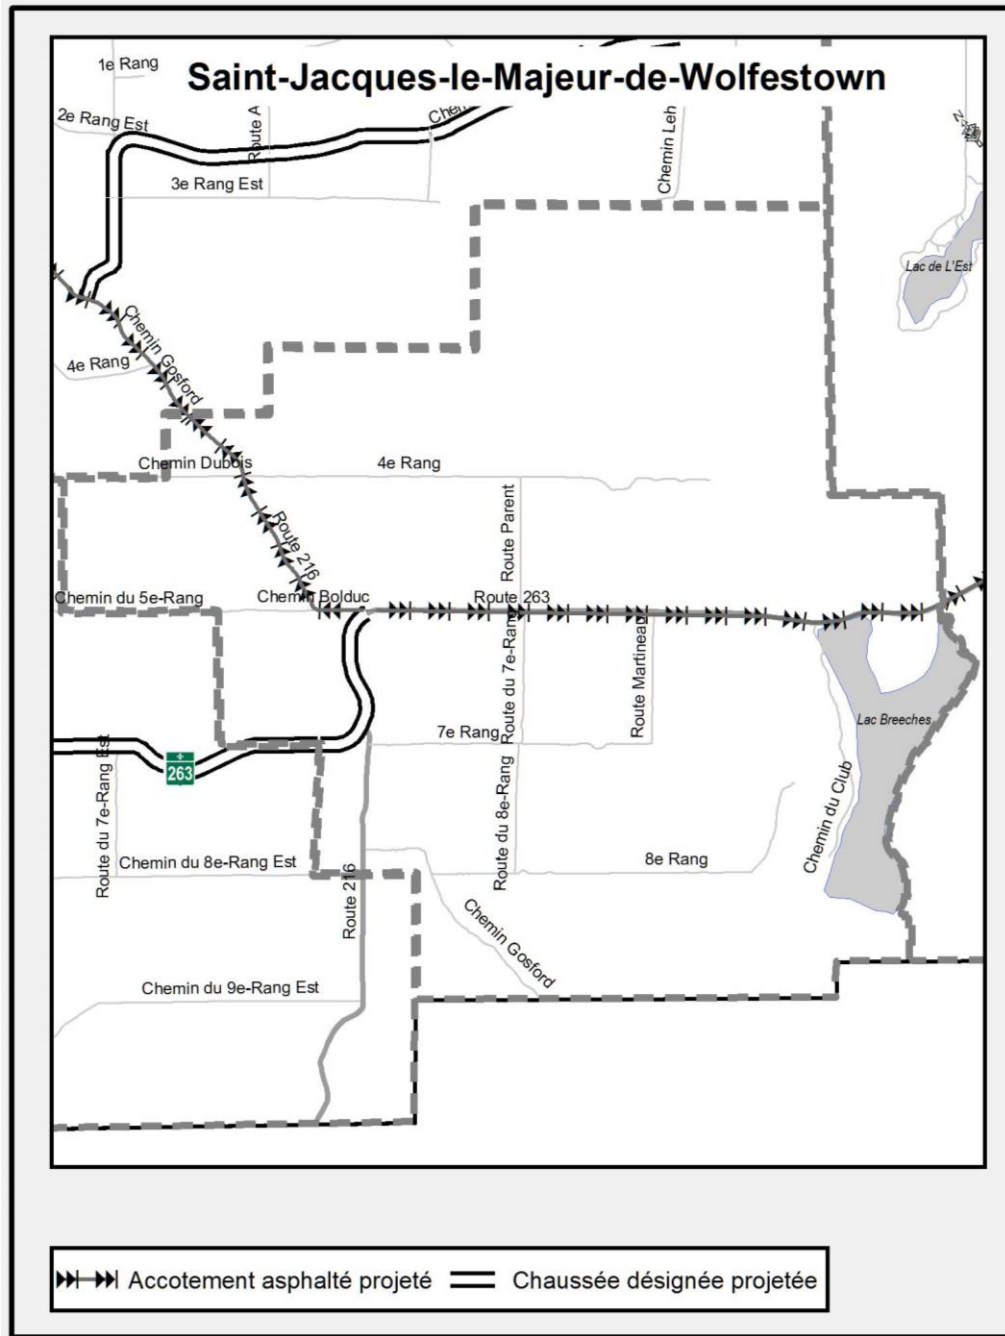 Saint-Jacques-le-Majeur-de-Wolfestown
1e Rang
2e Rang Est
Route A
3e Rang Est
Chemin Leh
Lac de L'Est
Chemin Gosford
4e Rang
Chemin Dubois
4e Rang
Route Parent
Route 216
Chemin du 5e-Rang
Chemin Bolduc
Route 263
Route du 7e-Rang
Route Martineau
Lac Breeches
7e Rang
263
Route du 7e-Rang Est
Route du 8e-Rang
Chemin du Club
Chemin du 8e-Rang Est
8e Rang
Route 216
Chemin Gosford
Chemin du 9e-Rang Est
Accotement asphalté projeté
Chaussée désignée projetée